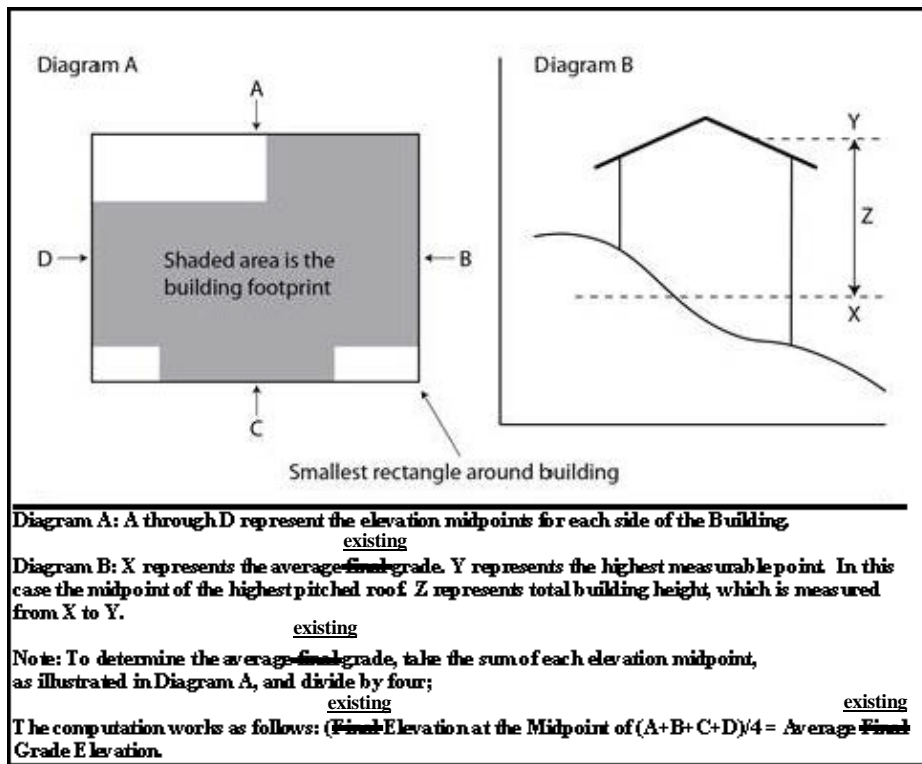 Diagram A
Diagram B
A
Y
D
Shaded area is the
building footprint
B
Z
X
C
Smallest rectangle around building
Diagram A: A through D represent the elevation midpoints for each side of the Building.
existing
Diagram B: X represents the average final grade. Y represents the highest measurable point. In this
case the midpoint of the highest pitched roof. Z represents total building height, which is measured
from X to Y.
existing
Note: To determine the average final grade, take the sum of each elevation midpoint,
as illustrated in Diagram A, and divide by four;
existing existing
The computation works as follows: (Final Elevation at the Midpoint of (A+B+C+D)/4 = Average Final
Grade Elevation.